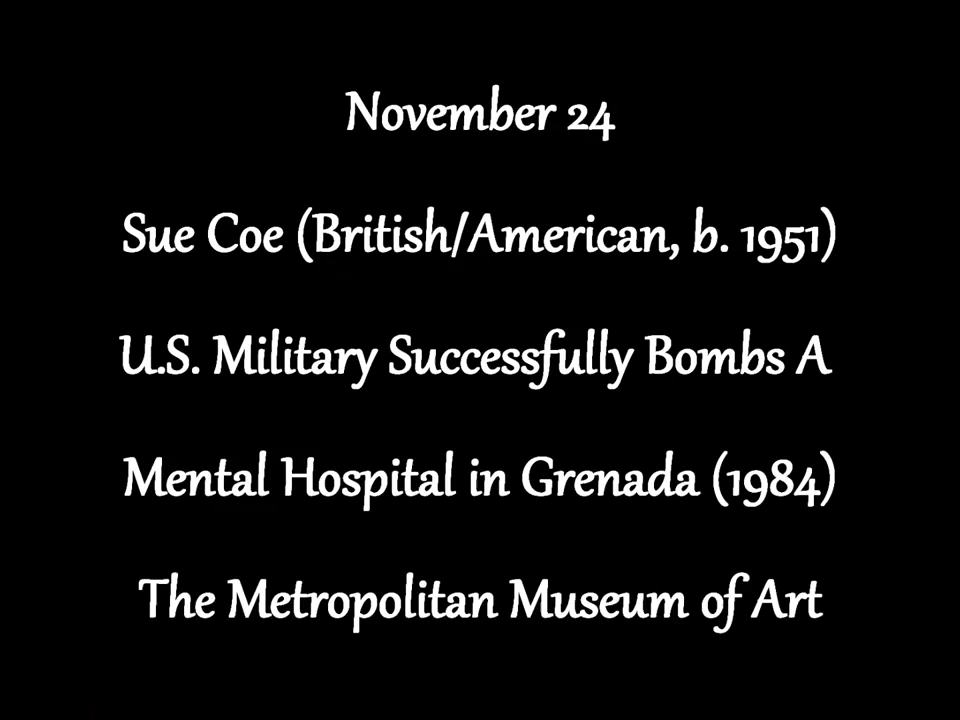 November 24
Sue Coe (British/American, b. 1951)
U.S. Military Successfully Bombs A
Mental Hospital in Grenada (1984)
The Metropolitan Museum of Art